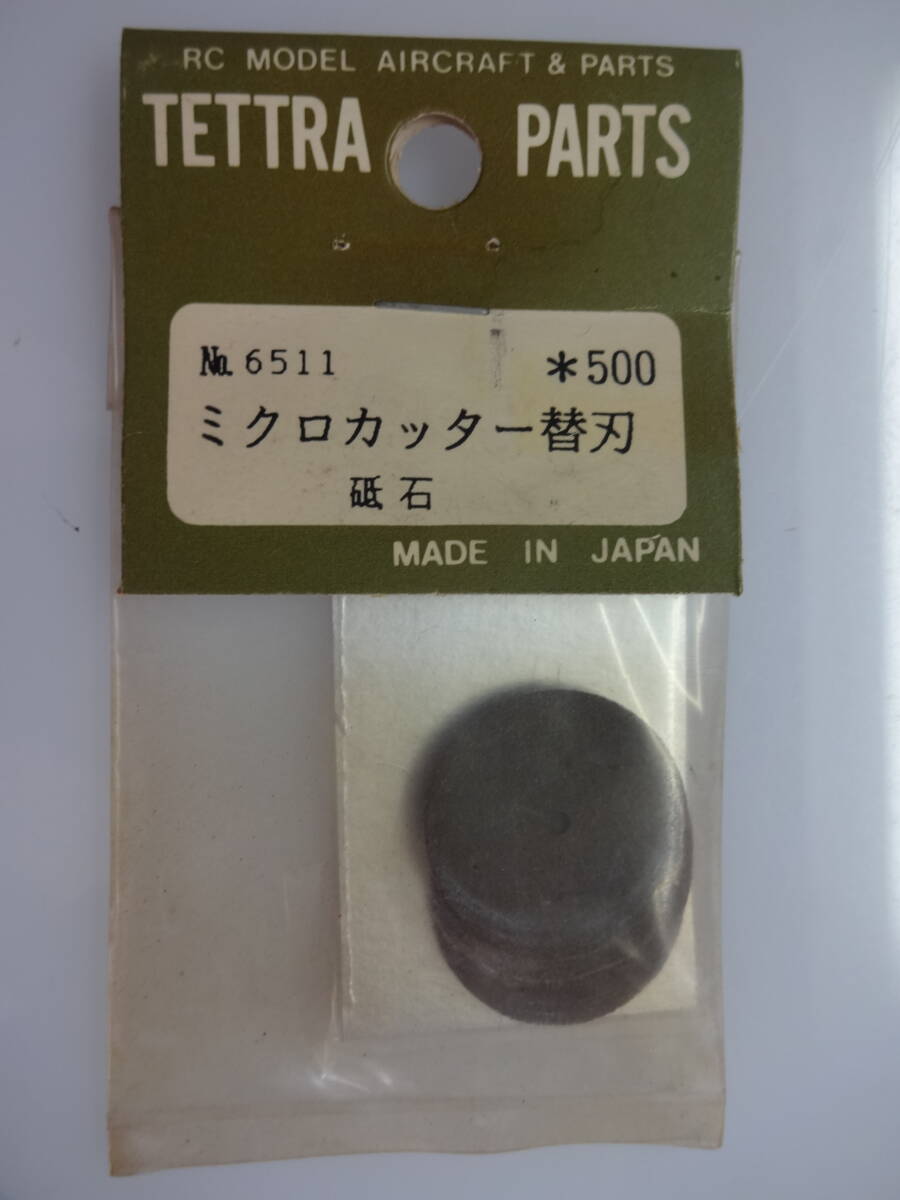 RC MODEL AIRCRAFT & PARTS
TETTRA PARTS
№ 6511 *500
ミクロカッター替刃
砥石
MADE IN JAPAN